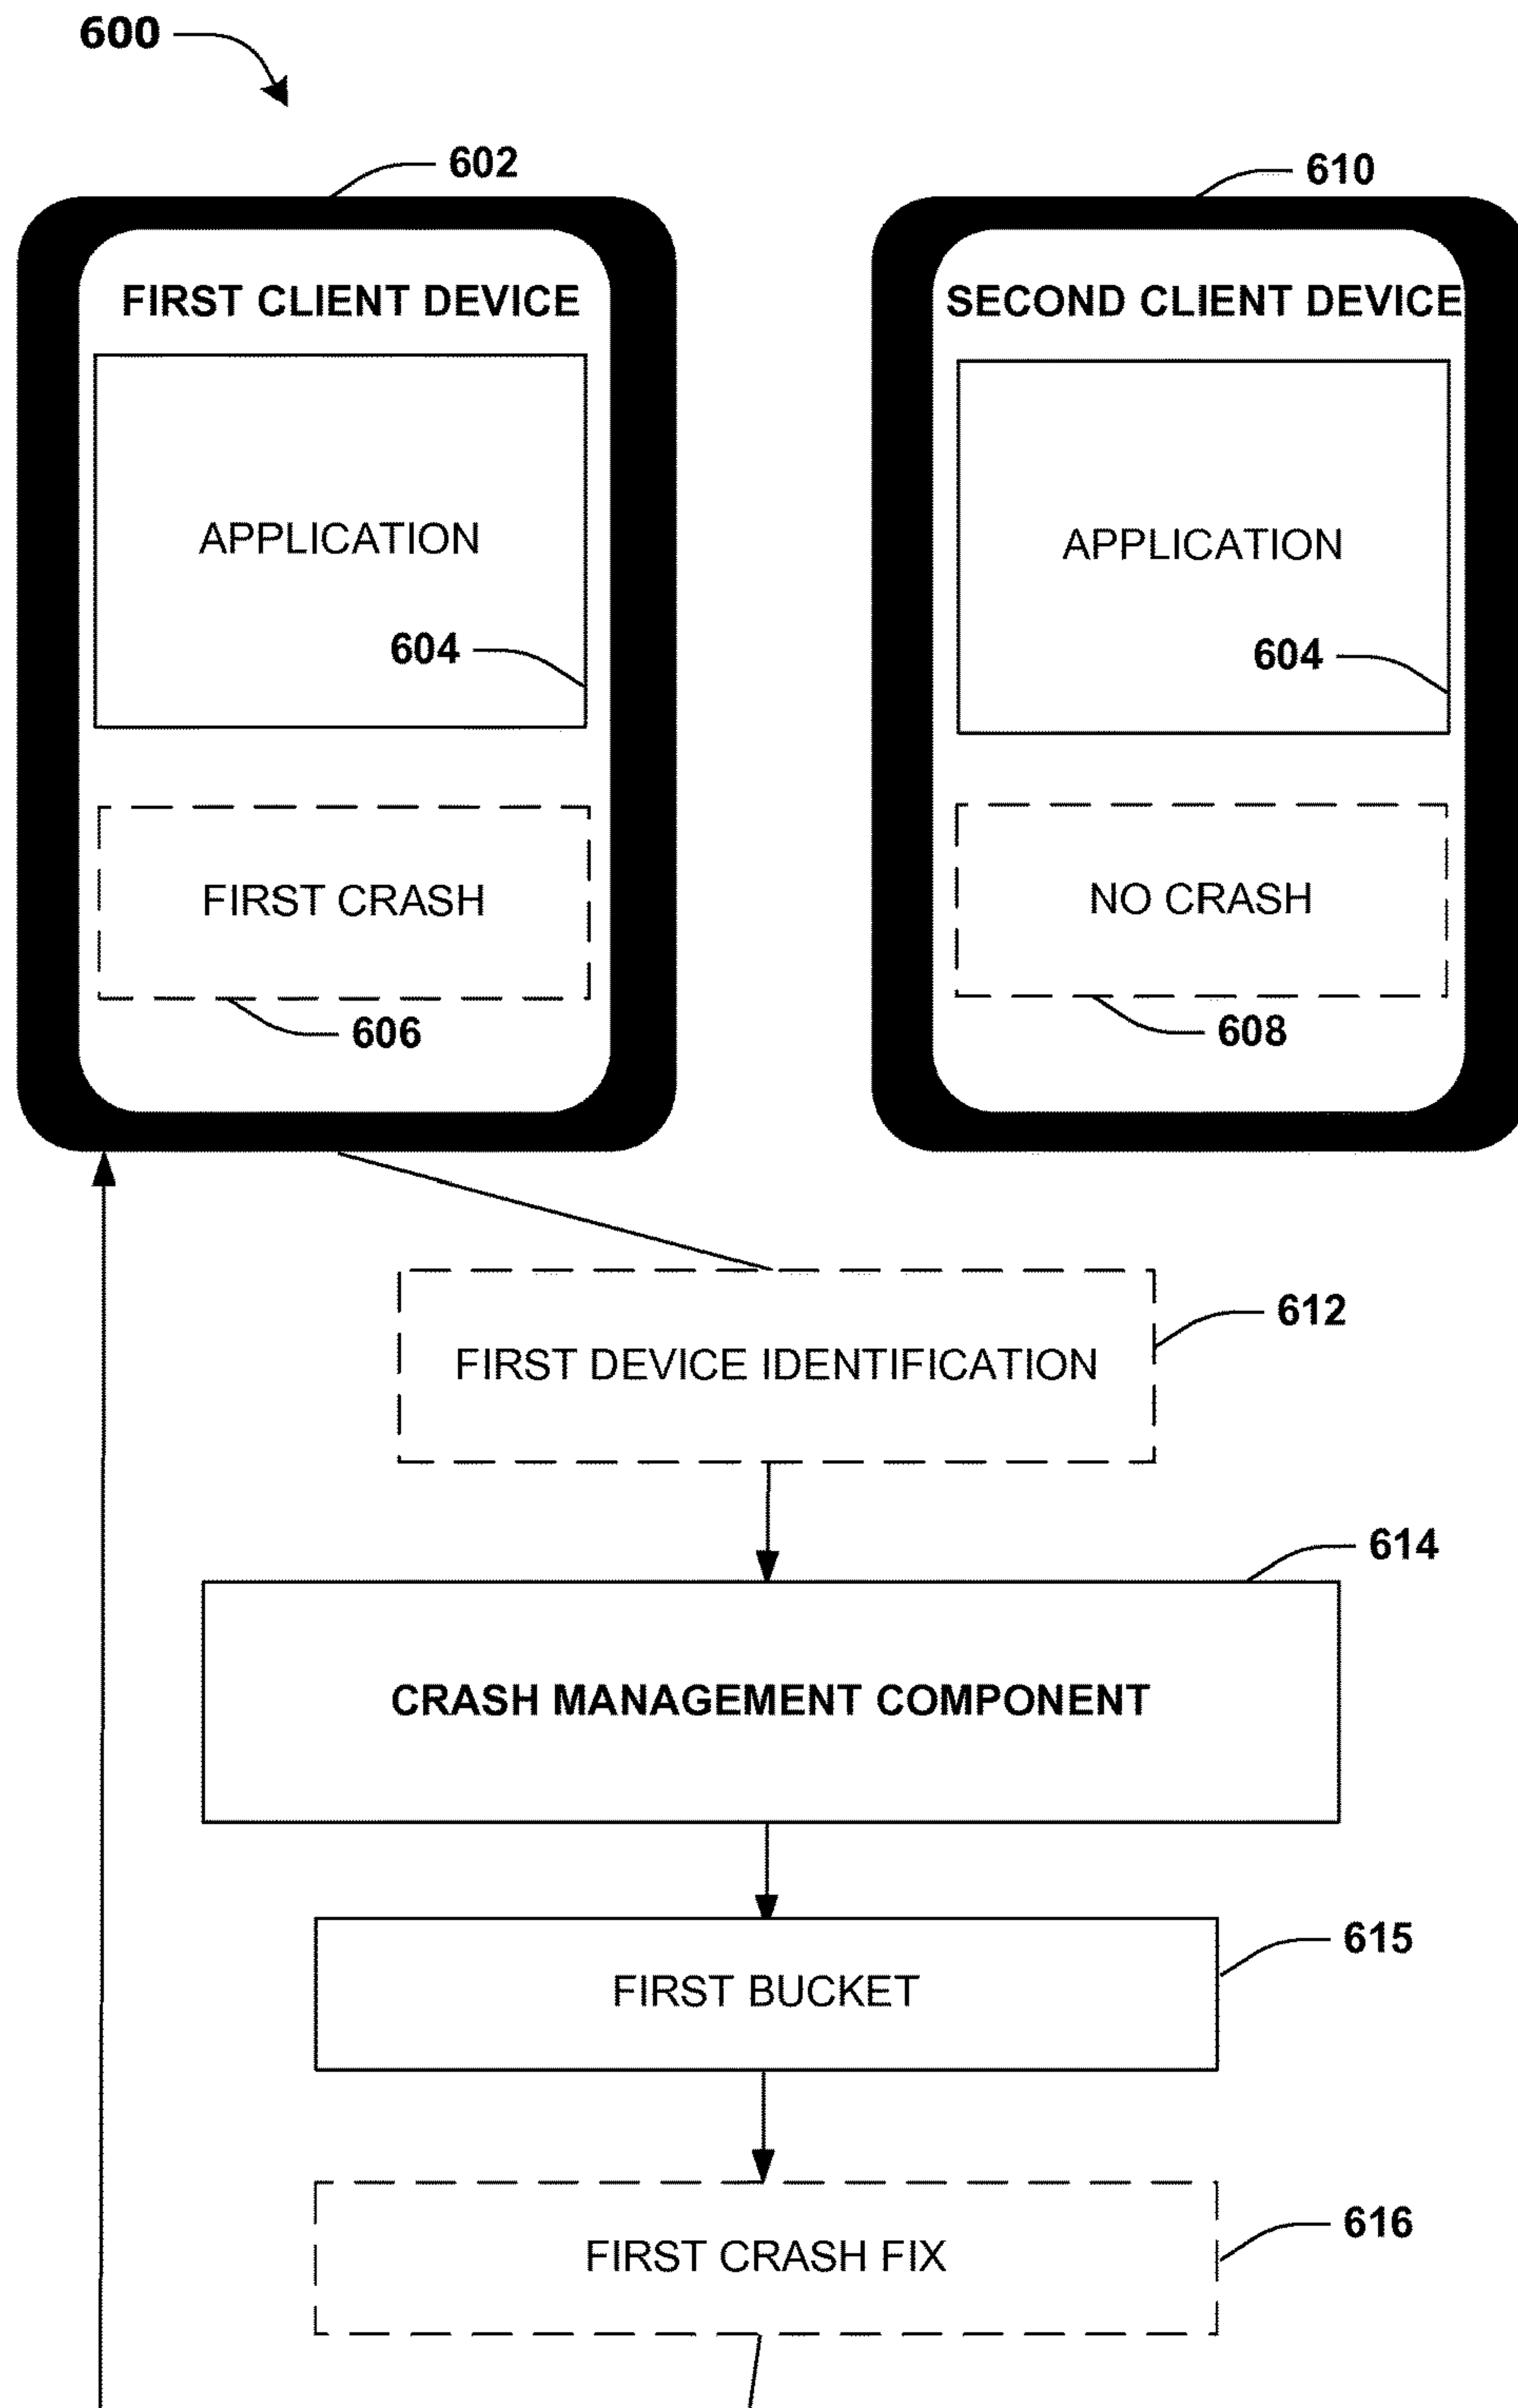 600
602
610
FIRST CLIENT DEVICE
SECOND CLIENT DEVICE
APPLICATION
APPLICATION
604
604
FIRST CRASH
NO CRASH
606
608
612
FIRST DEVICE IDENTIFICATION
614
CRASH MANAGEMENT COMPONENT
615
FIRST BUCKET
616
FIRST CRASH FIX